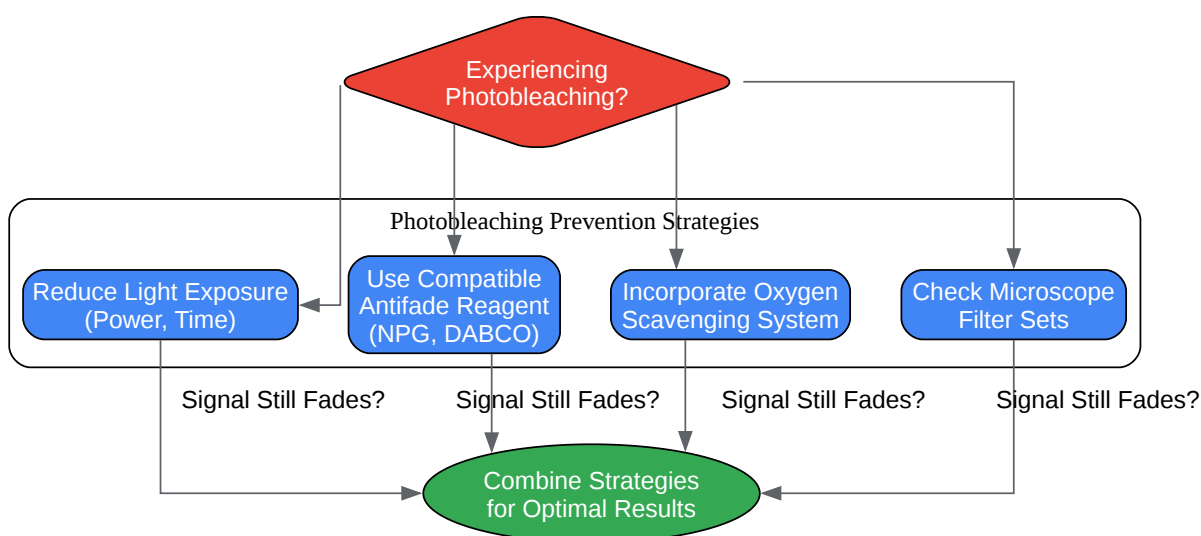 Experiencing
Photobleaching?
Photobleaching Prevention Strategies
Reduce Light Exposure
(Power, Time)
Use Compatible
Antifade Reagent
(NPG, DABCO)
Incorporate Oxygen
Scavenging System
Check Microscope
Filter Sets
Signal Still Fades?
Signal Still Fades?
Signal Still Fades?
Signal Still Fades?
Combine Strategies
for Optimal Results